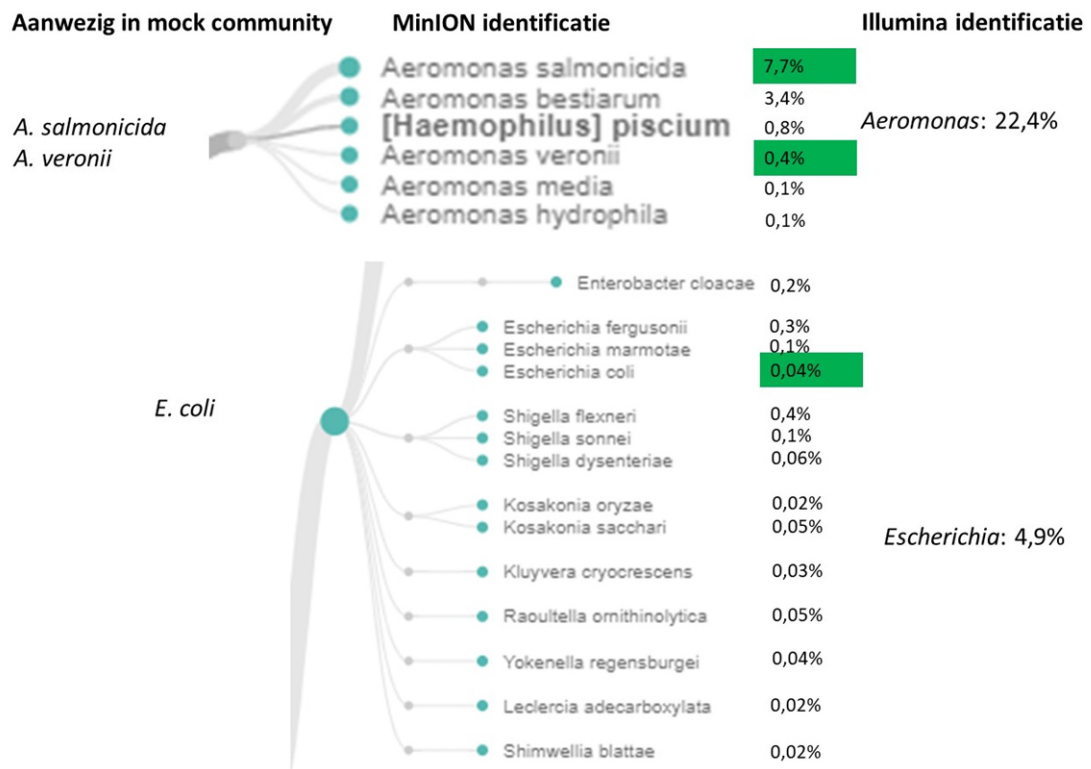 Aanwezig in mock community MinION identificatie Illumina identificatie
Aeromonas salmonicida 7,7%
Aeromonas bestiarum 3,4%
A. salmonicida [Haemophilus] piscium 0,8% Aeromonas: 22,4%
A. veronii Aeromonas veronii 0,4%
Aeromonas media 0,1%
Aeromonas hydrophila 0,1%
Enterobacter cloacae 0,2%
Escherichia fergusonii 0,3%
Escherichia marmotae 0,1%
Escherichia coli 0,04%
E. coli Shigella flexneri 0,4%
Shigella sonnei 0,1%
Shigella dysenteriae 0,06%
Kosakonia oryzae 0,02%
Kosakonia sacchari 0,05%
Escherichia: 4,9%
Kluyvera cryocrescens 0,03%
Raoultella ornithinolytica 0,05%
Yokenella regensburgei 0,04%
Leclercia adecarboxylata 0,02%
Shimwellia blattae 0,02%